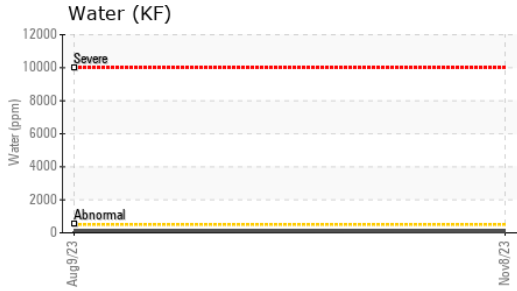 Water (KF)
12000
10000
8000
6000
4000
2000
0
Water (ppm)
Severe
Abnormal
Aug9/23
Nov8/23